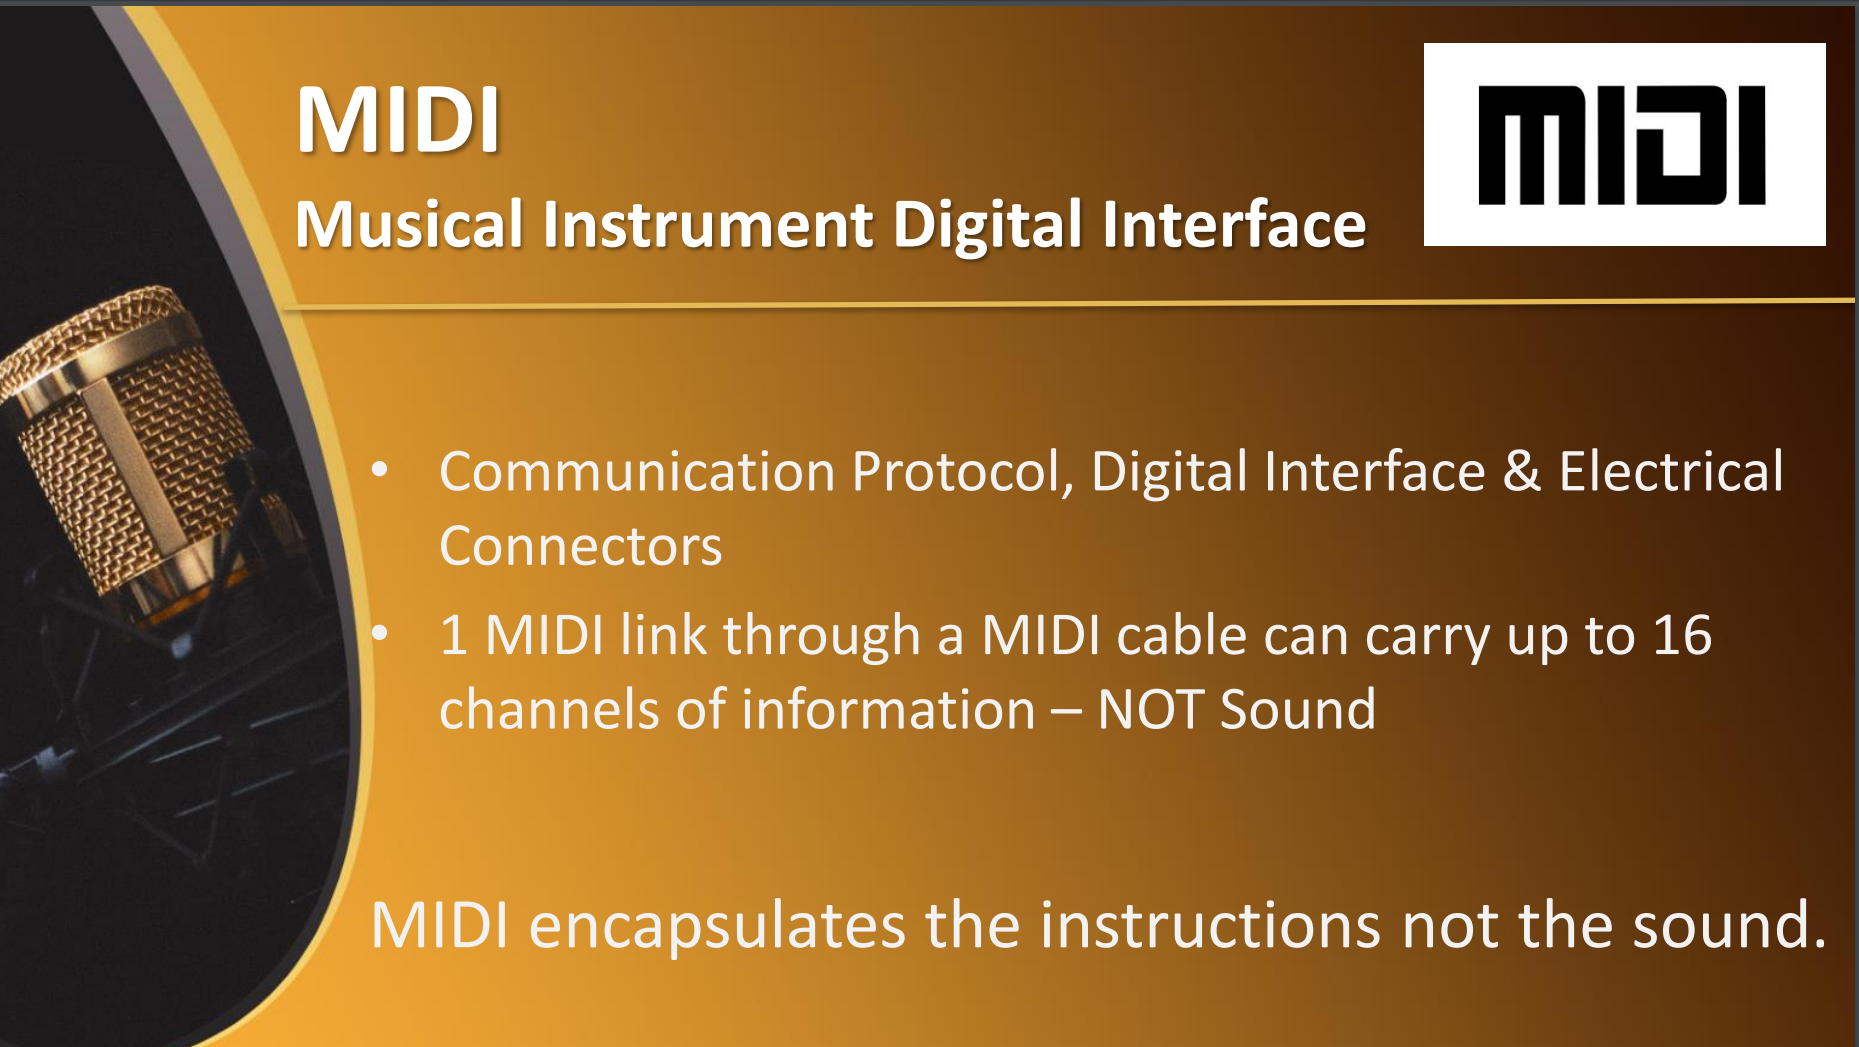 MIDI
Musical Instrument Digital Interface
MIDI
• Communication Protocol, Digital Interface & Electrical
Connectors
• 1 MIDI link through a MIDI cable can carry up to 16
channels of information – NOT Sound
MIDI encapsulates the instructions not the sound.